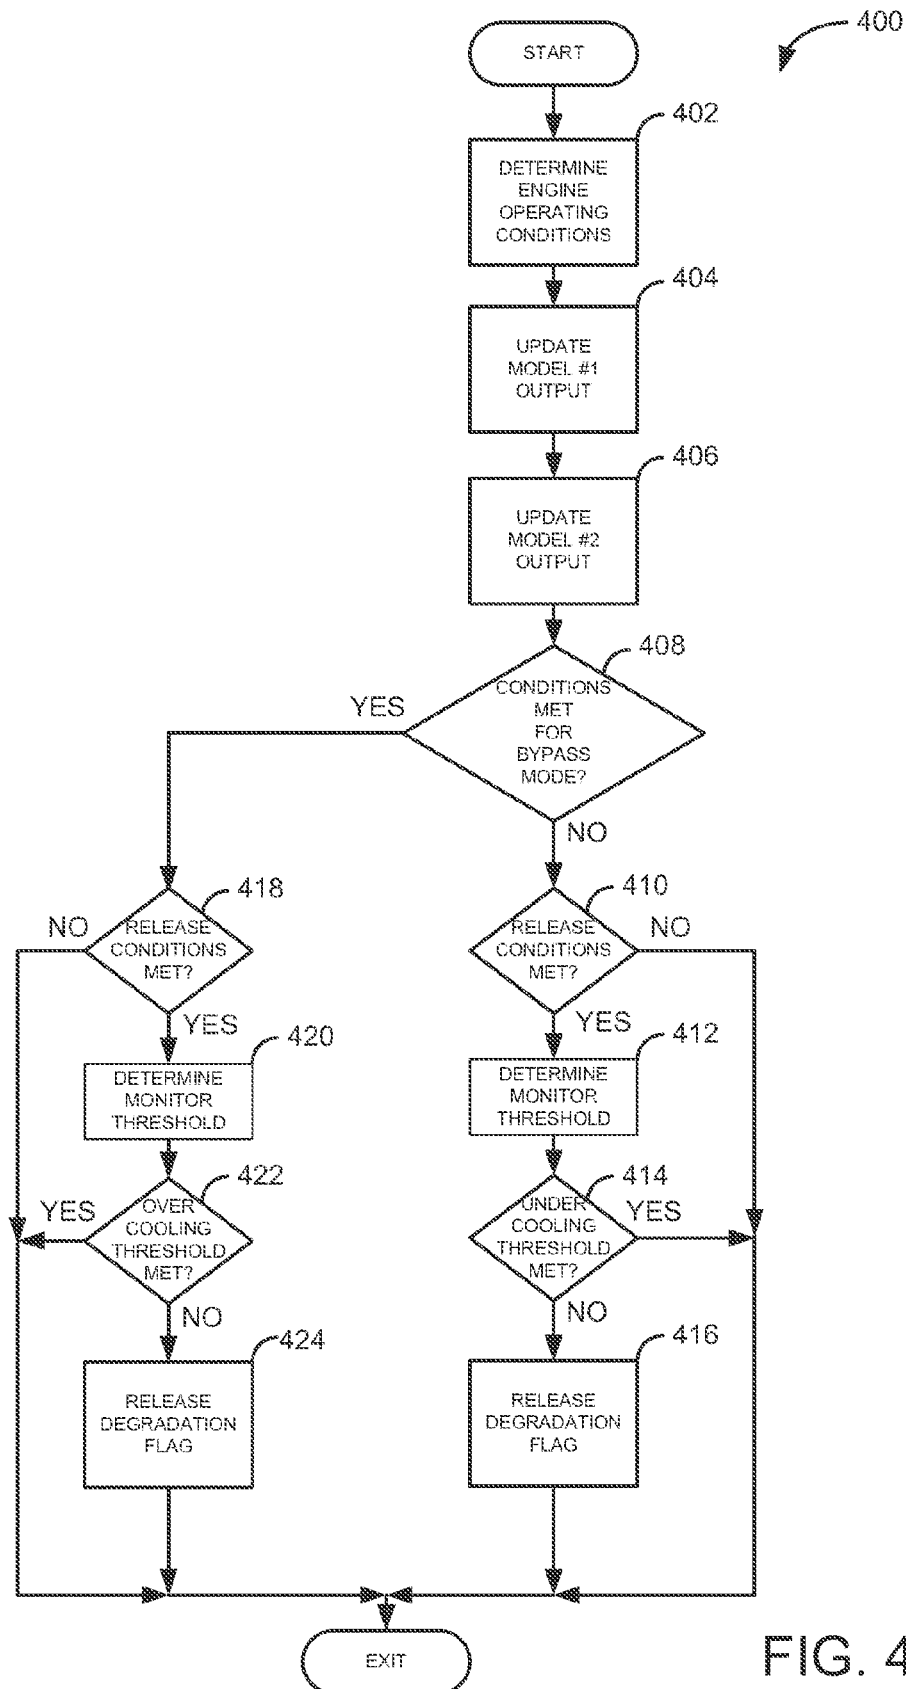 400
START
402
DETERMINE
ENGINE
OPERATING
CONDITIONS
404
UPDATE
MODEL #1
OUTPUT
406
UPDATE
MODEL #2
OUTPUT
408
CONDITIONS
MET
FOR
BYPASS
MODE?
YES
NO
418
RELEASE
CONDITIONS
MET?
NO
YES
420
DETERMINE
MONITOR
THRESHOLD
422
OVER
COOLING
THRESHOLD
MET?
YES
NO
424
RELEASE
DEGRADATION
FLAG
410
RELEASE
CONDITIONS
MET?
NO
YES
412
DETERMINE
MONITOR
THRESHOLD
414
UNDER
COOLING
THRESHOLD
MET?
YES
NO
416
RELEASE
DEGRADATION
FLAG
EXIT
FIG. 4